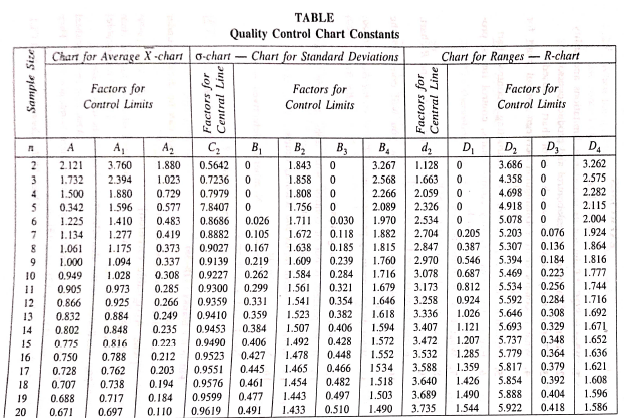 TABLE
Quality Control Chart Constants
Sample Size Chart for Average X̄ -chart σ-chart — Chart for Standard Deviations Chart for Ranges — R-chart
Factors for Control Limits Factors for Central Line Factors for Control Limits Factors for Central Line Factors for Control Limits
n A A₁ A₂ C₂ B₁ B₂ B₃ B₄ d₂ D₁ D₂ D₃ D₄
2 2.121 3.760 1.880 0.5642 0 1.843 0 3.267 1.128 0 3.686 0 3.262
3 1.732 2.394 1.023 0.7236 0 1.858 0 2.568 1.663 0 4.358 0 2.575
4 1.500 1.880 0.729 0.7979 0 1.808 0 2.266 2.059 0 4.698 0 2.282
5 0.342 1.596 0.577 7.8407 0 1.756 0 2.089 2.326 0 4.918 0 2.115
6 1.225 1.410 0.483 0.8686 0.026 1.711 0.030 1.970 2.534 0 5.078 0 2.004
7 1.134 1.277 0.419 0.8882 0.105 1.672 0.118 1.882 2.704 0.205 5.203 0.076 1.924
8 1.061 1.175 0.373 0.9027 0.167 1.638 0.185 1.815 2.847 0.387 5.307 0.136 1.864
9 1.000 1.094 0.337 0.9139 0.219 1.609 0.239 1.760 2.970 0.546 5.394 0.184 1.816
10 0.949 1.028 0.308 0.9227 0.262 1.584 0.284 1.716 3.078 0.687 5.469 0.223 1.777
11 0.905 0.973 0.285 0.9300 0.299 1.561 0.321 1.679 3.173 0.812 5.534 0.256 1.744
12 0.866 0.925 0.266 0.9359 0.331 1.541 0.354 1.646 3.258 0.924 5.592 0.284 1.716
13 0.832 0.884 0.249 0.9410 0.359 1.523 0.382 1.618 3.336 1.026 5.646 0.308 1.692
14 0.802 0.848 0.235 0.9453 0.384 1.507 0.406 1.594 3.407 1.121 5.693 0.329 1.671
15 0.775 0.816 0.223 0.9490 0.406 1.492 0.428 1.572 3.472 1.207 5.737 0.348 1.652
16 0.750 0.788 0.212 0.9523 0.427 1.478 0.448 1.552 3.532 1.285 5.779 0.364 1.636
17 0.728 0.762 0.203 0.9551 0.445 1.465 0.466 1534 3.588 1.359 5.817 0.379 1.621
18 0.707 0.738 0.194 0.9576 0.461 1.454 0.482 1.518 3.640 1.426 5.854 0.392 1.608
19 0.688 0.717 0.184 0.9599 0.477 1.443 0.497 1.503 3.689 1.490 5.888 0.404 1.596
20 0.671 0.697 0.110 0.9619 0.491 1.433 0.510 1.490 3.735 1.544 5.922 0.418 1.586